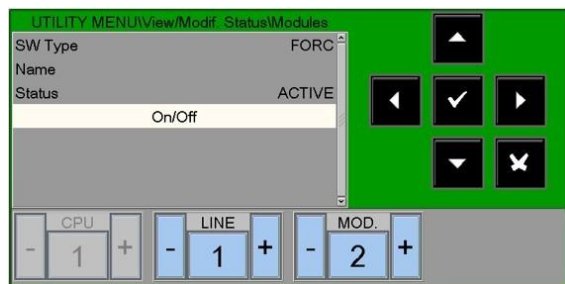 UTILITY MENU\View/Modif. Status\Modules
SW Type FORC
Name
Status ACTIVE
On/Off
CPU LINE MOD.
- 1 + - 1 + - 2 +